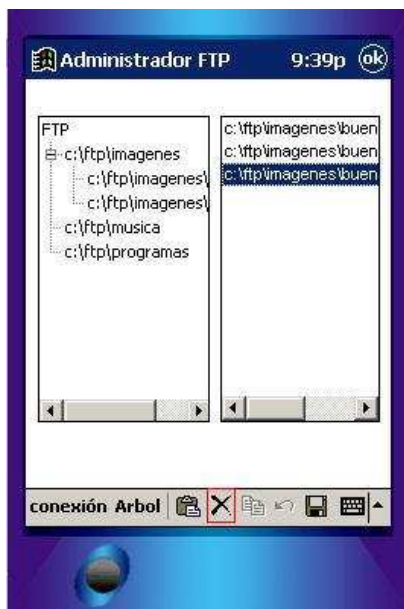 Administrador FTP 9:39p ok
FTP
c:\ftp\imagenes
c:\ftp\imagenes\
c:\ftp\imagenes\
c:\ftp\musica
c:\ftp\programas
c:\ftp\imagenes\buen
c:\ftp\imagenes\buen
c:\ftp\imagenes\buen
conexión Arbol